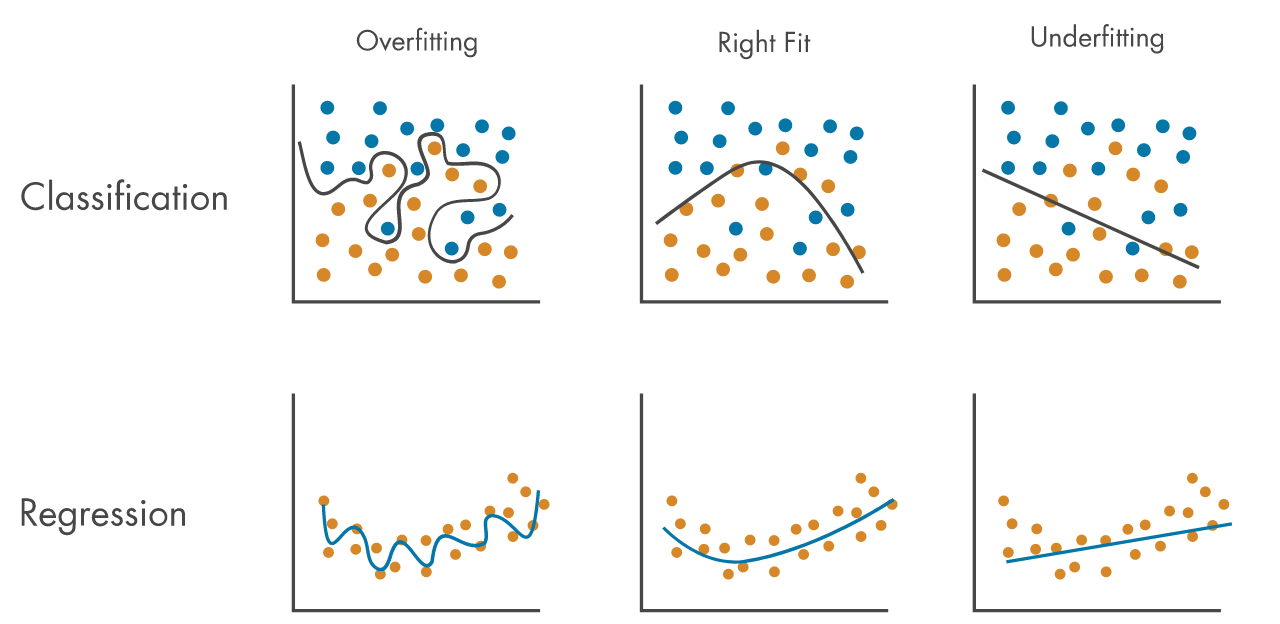 Overfitting
Right Fit
Underfitting
Classification
Regression